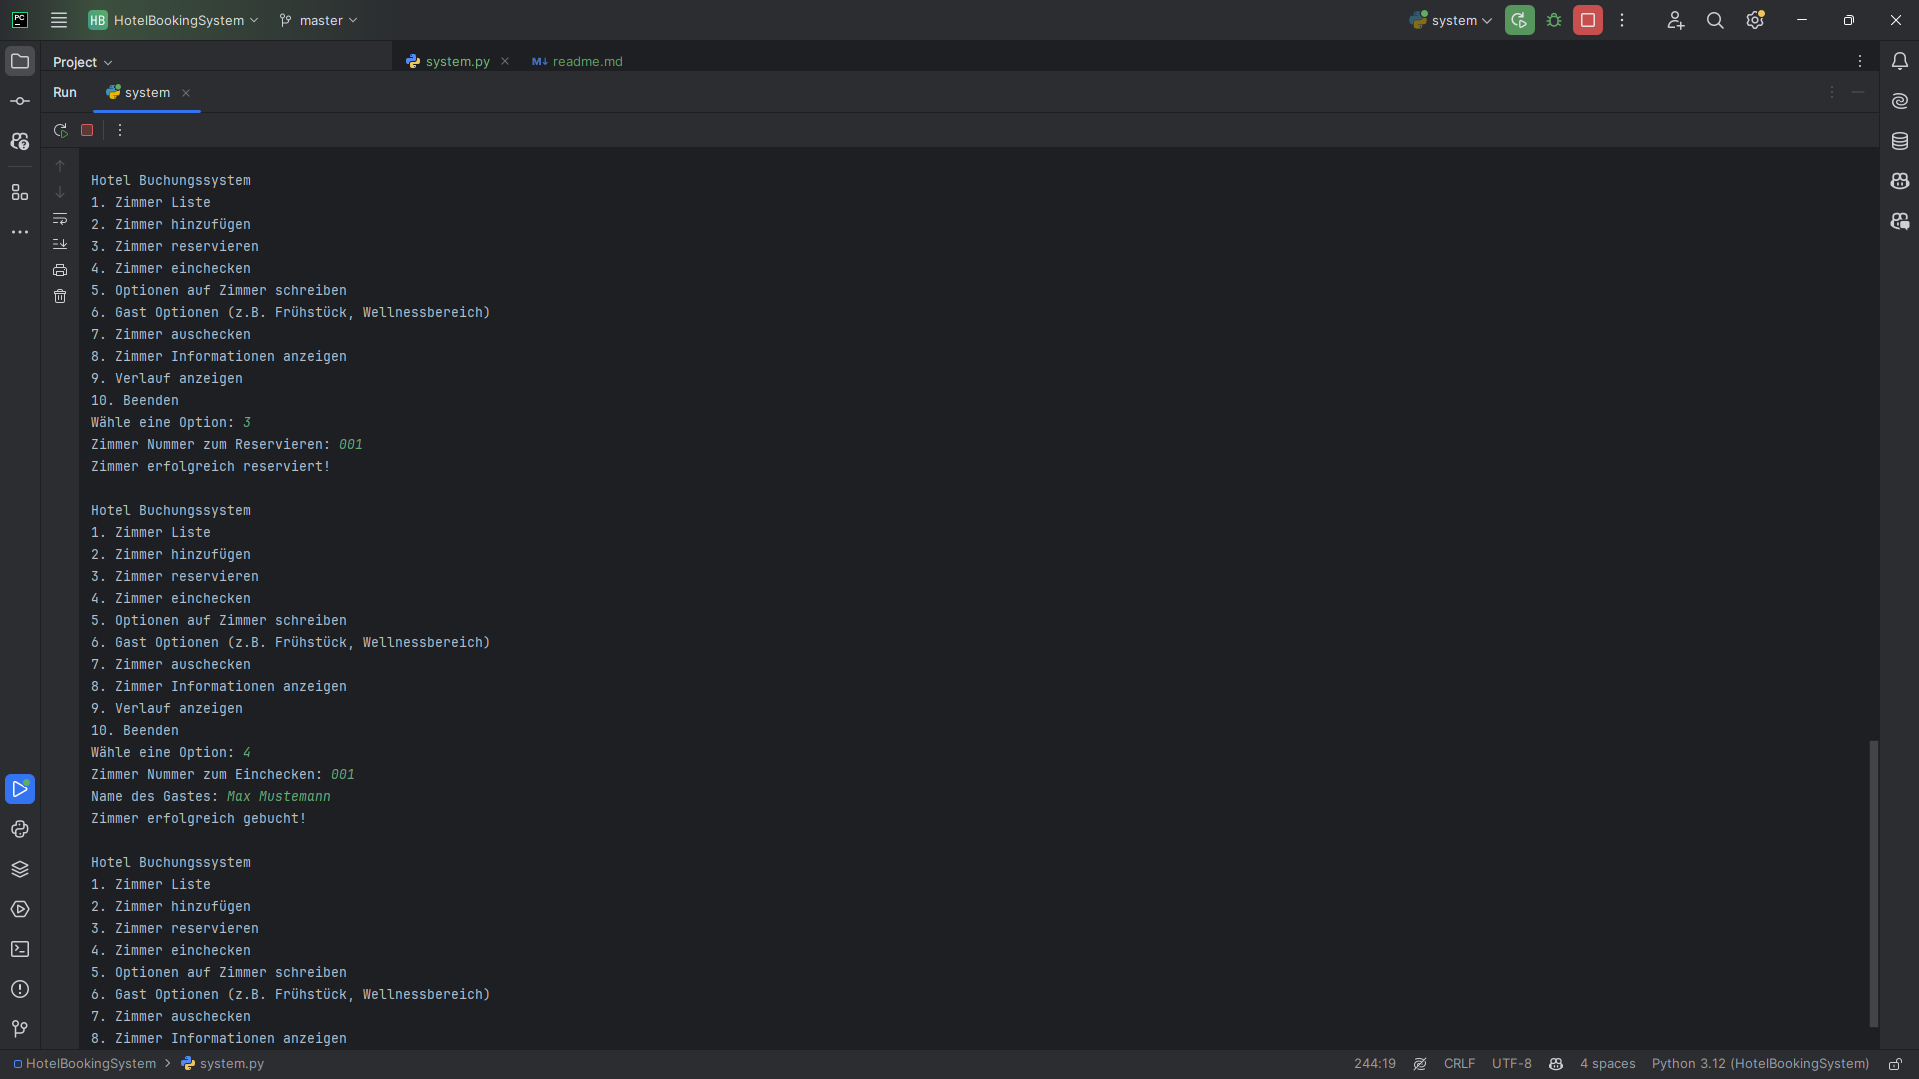 PC
HB HotelBookingSystem
master
system
Project
system.py
M↓ readme.md
Run
system
Hotel Buchungssystem
1. Zimmer Liste
2. Zimmer hinzufügen
3. Zimmer reservieren
4. Zimmer einchecken
5. Optionen auf Zimmer schreiben
6. Gast Optionen (z.B. Frühstück, Wellnessbereich)
7. Zimmer auschecken
8. Zimmer Informationen anzeigen
9. Verlauf anzeigen
10. Beenden
Wähle eine Option: 3
Zimmer Nummer zum Reservieren: 001
Zimmer erfolgreich reserviert!
Hotel Buchungssystem
1. Zimmer Liste
2. Zimmer hinzufügen
3. Zimmer reservieren
4. Zimmer einchecken
5. Optionen auf Zimmer schreiben
6. Gast Optionen (z.B. Frühstück, Wellnessbereich)
7. Zimmer auschecken
8. Zimmer Informationen anzeigen
9. Verlauf anzeigen
10. Beenden
Wähle eine Option: 4
Zimmer Nummer zum Einchecken: 001
Name des Gastes: Max Mustemann
Zimmer erfolgreich gebucht!
Hotel Buchungssystem
1. Zimmer Liste
2. Zimmer hinzufügen
3. Zimmer reservieren
4. Zimmer einchecken
5. Optionen auf Zimmer schreiben
6. Gast Optionen (z.B. Frühstück, Wellnessbereich)
7. Zimmer auschecken
8. Zimmer Informationen anzeigen
HotelBookingSystem > system.py
244:19 CRLF UTF-8 4 spaces Python 3.12 (HotelBookingSystem)